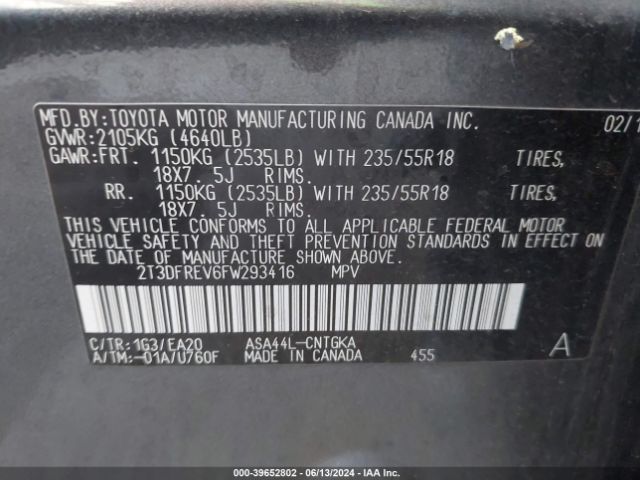 MFD.BY:TOYOTA MOTOR MANUFACTURING CANADA INC. 02/1
GVWR:2105KG (4640LB)
GAWR:FRT. 1150KG (2535LB) WITH 235/55R18 TIRES,
18X7.5J RIMS.
RR. 1150KG (2535LB) WITH 235/55R18 TIRES,
18X7.5J RIMS.
THIS VEHICLE CONFORMS TO ALL APPLICABLE FEDERAL MOTOR
VEHICLE SAFETY AND THEFT PREVENTION STANDARDS IN EFFECT ON
THE DATE OF MANUFACTURE SHOWN ABOVE.
2T3DFREV6FW293416 MPV
C/TR:1G3/EA20 ASA44L-CNTGKA
A/TM:-01A/U760F MADE IN CANADA 455 A
000-39652802 - 06/13/2024 - IAA Inc.